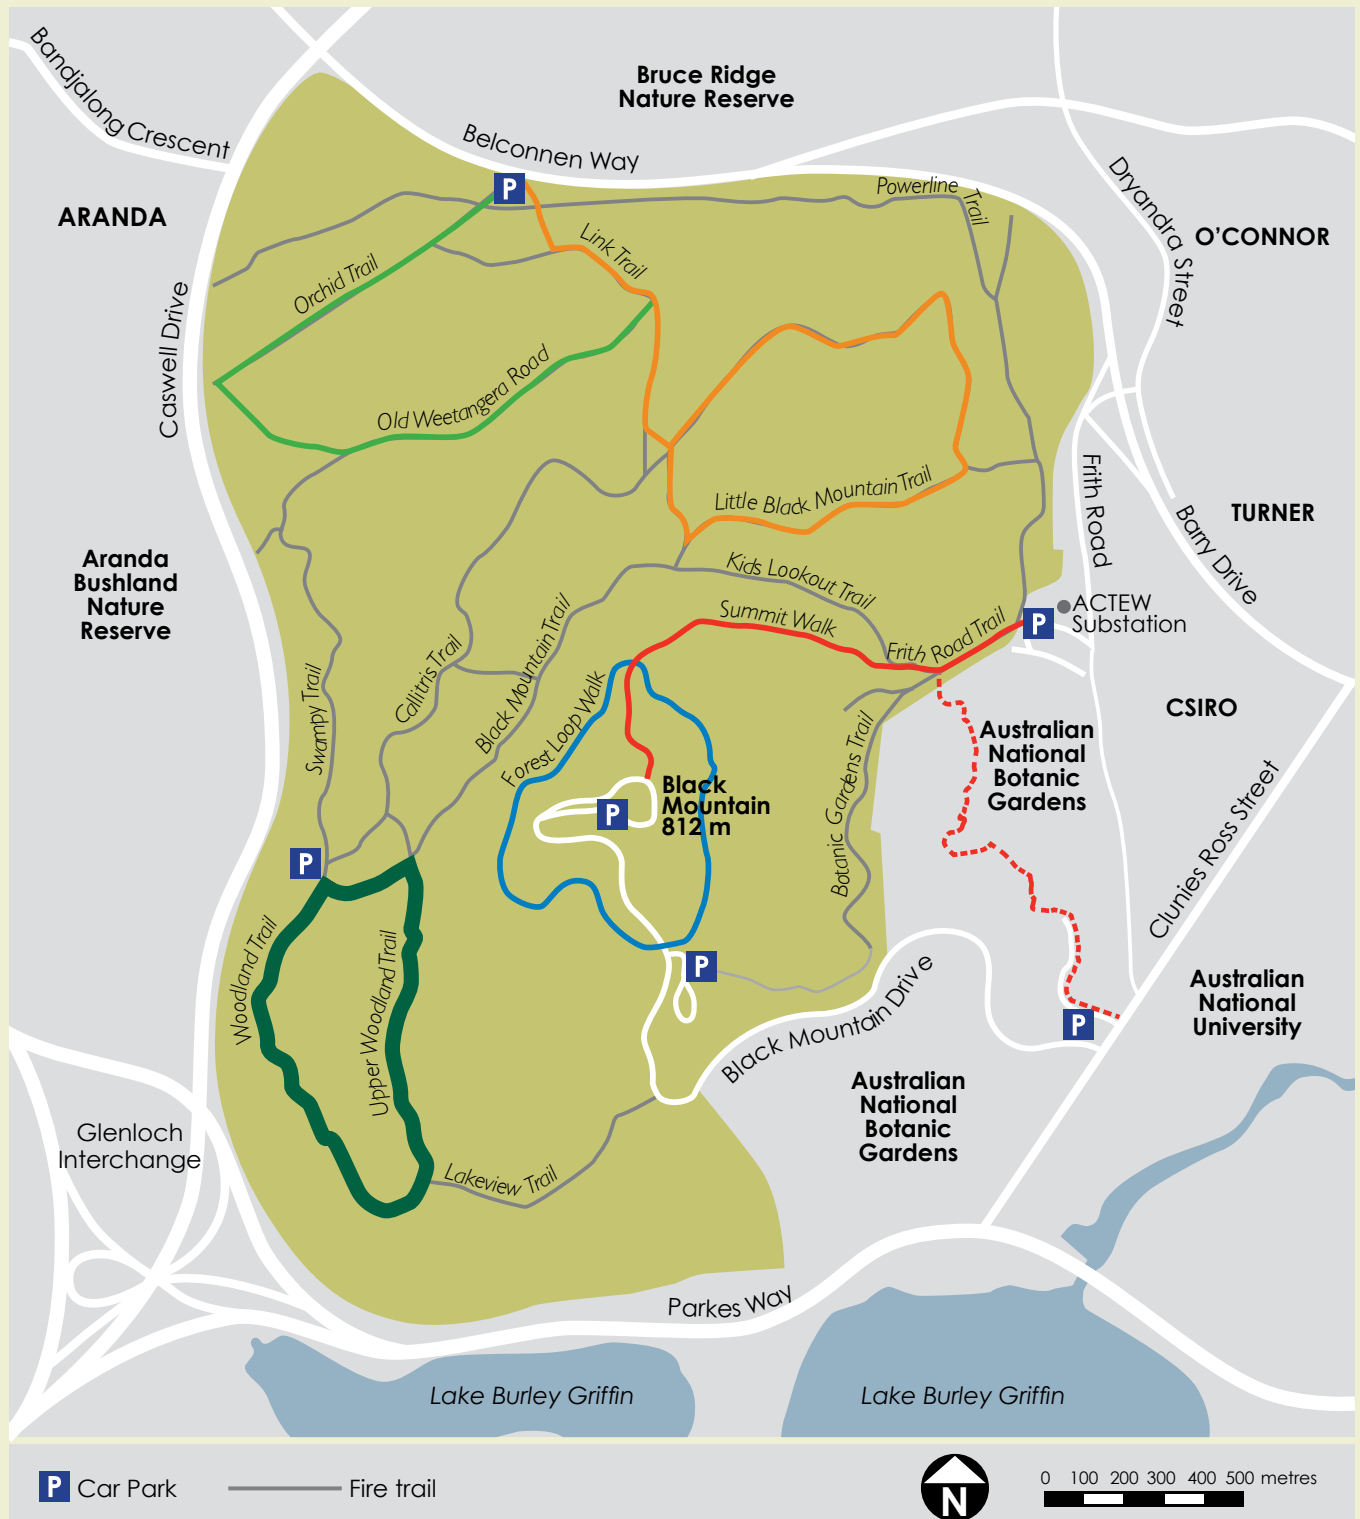 Bandjalong Crescent
Bruce Ridge
Nature Reserve
Belconnen Way
P
Powerline Trail
Dryandra Street
ARANDA
O'CONNOR
Link Trail
Orchid Trail
Caswell Drive
Old Weetangera Road
Little Black Mountain Trail
Frith Road
TURNER
Barry Drive
Aranda
Bushland
Nature
Reserve
Kids Lookout Trail
ACTEW
Substation
P
Summit Walk
Frith Road Trail
Callitris Trail
Black Mountain Trail
Swampy Trail
Forest Loop Walk
CSIRO
Australian
National
Botanic
Gardens
Botanic Gardens Trail
Black
Mountain
812 m
P
P
Clunies Ross Street
Woodland Trail
Upper Woodland Trail
P
Black Mountain Drive
Australian
National
University
P
Australian
National
Botanic
Gardens
Glenloch
Interchange
Lakeview Trail
Parkes Way
Lake Burley Griffin
Lake Burley Griffin
P Car Park
Fire trail
N
0 100 200 300 400 500 metres